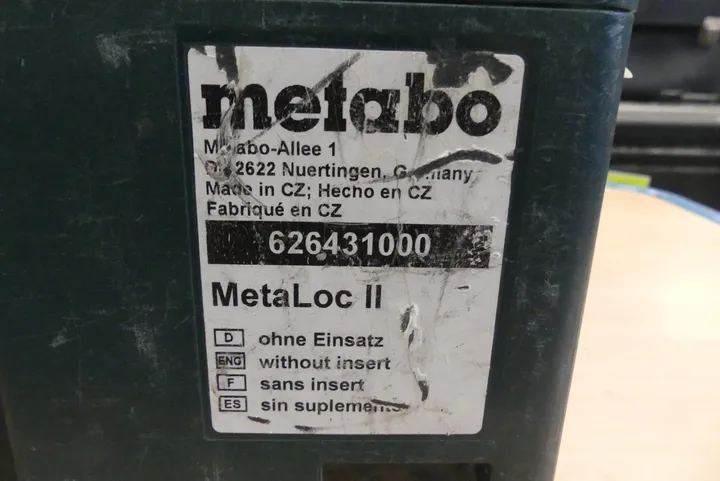 metabo
Metabo-Allee 1
2622 Nuertingen, Germany
Made in CZ; Hecho en CZ
Fabriqué en CZ
626431000
MetaLoc II
D ohne Einsatz
ENG without insert
F sans insert
ES sin suplemento